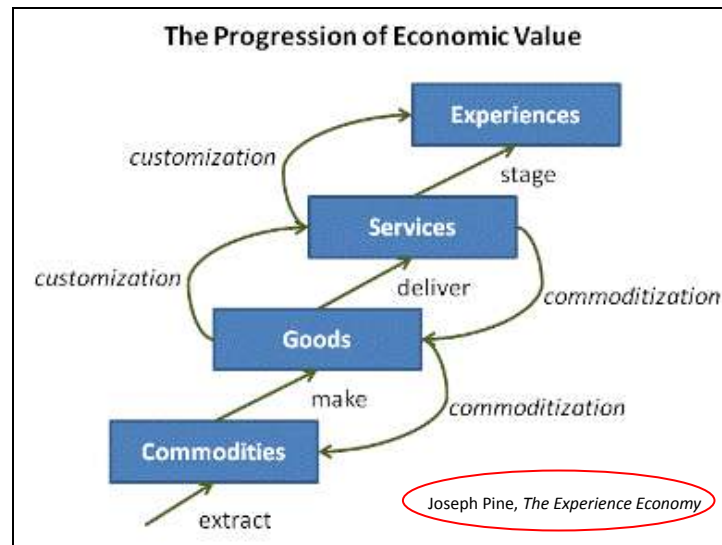 The Progression of Economic Value
Experiences
customization
stage
Services
customization
deliver
commoditization
Goods
make
commoditization
Commodities
extract
Joseph Pine, The Experience Economy